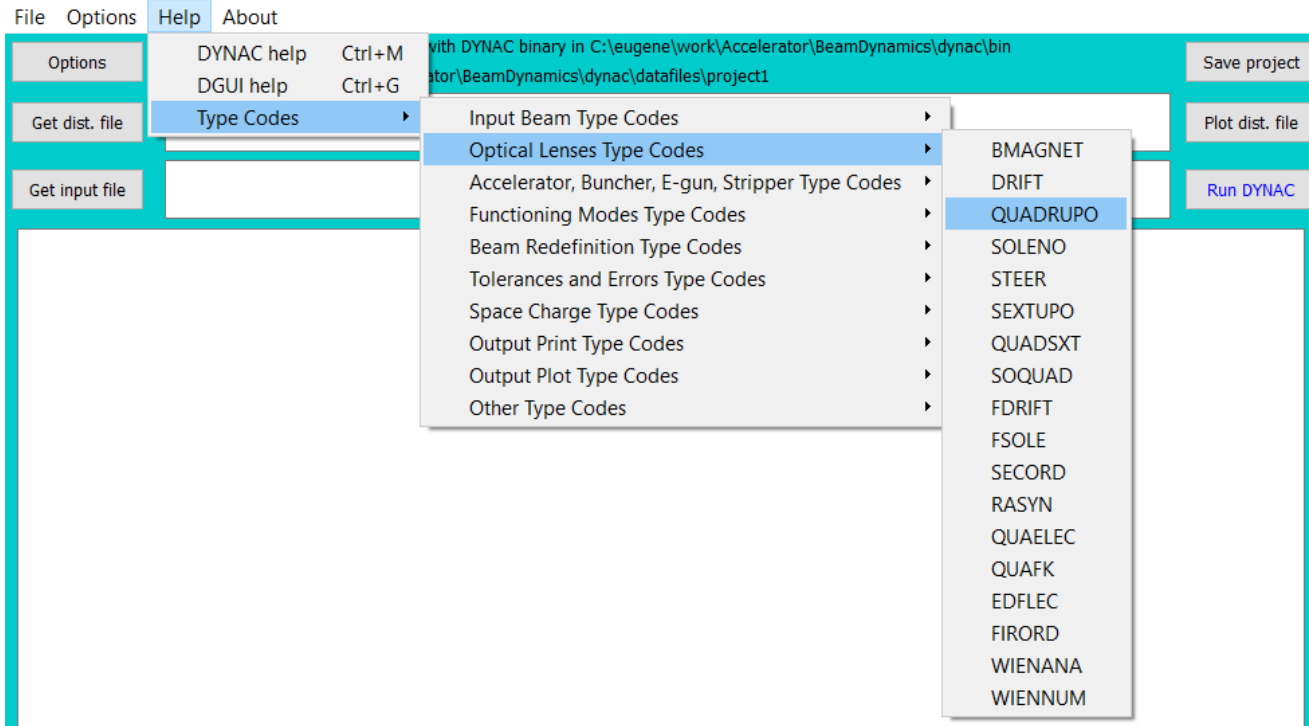 File Options Help About
Options
DYNAC help Ctrl+M
with DYNAC binary in C:\eugene\work\Accelerator\BeamDynamics\dynac\bin
Save project
DGUI help Ctrl+G
ator\BeamDynamics\dynac\datafiles\project1
Get dist. file
Type Codes
Input Beam Type Codes
Plot dist. file
Optical Lenses Type Codes
BMAGNET
Get input file
Accelerator, Buncher, E-gun, Stripper Type Codes
DRIFT
Run DYNAC
Functioning Modes Type Codes
QUADRUPO
Beam Redefinition Type Codes
SOLENO
Tolerances and Errors Type Codes
STEER
Space Charge Type Codes
SEXTUPO
Output Print Type Codes
QUADSXT
Output Plot Type Codes
SOQUAD
Other Type Codes
FDRIFT
FSOLE
SECORD
RASYN
QUAELEC
QUAFK
EDFLEC
FIRORD
WIENANA
WIENNUM